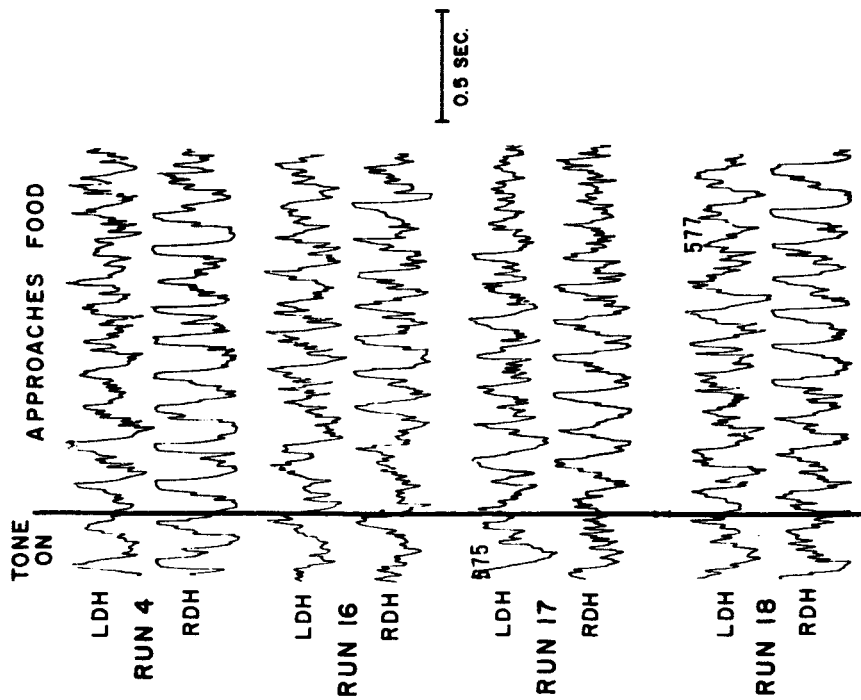 TONE
ON
APPROACHES FOOD
LDH
RUN 4
RDH
LDH
RUN 16
RDH
0.5 SEC.
575
LDH
RUN 17
RDH
577
LDH
RUN 18
RDH